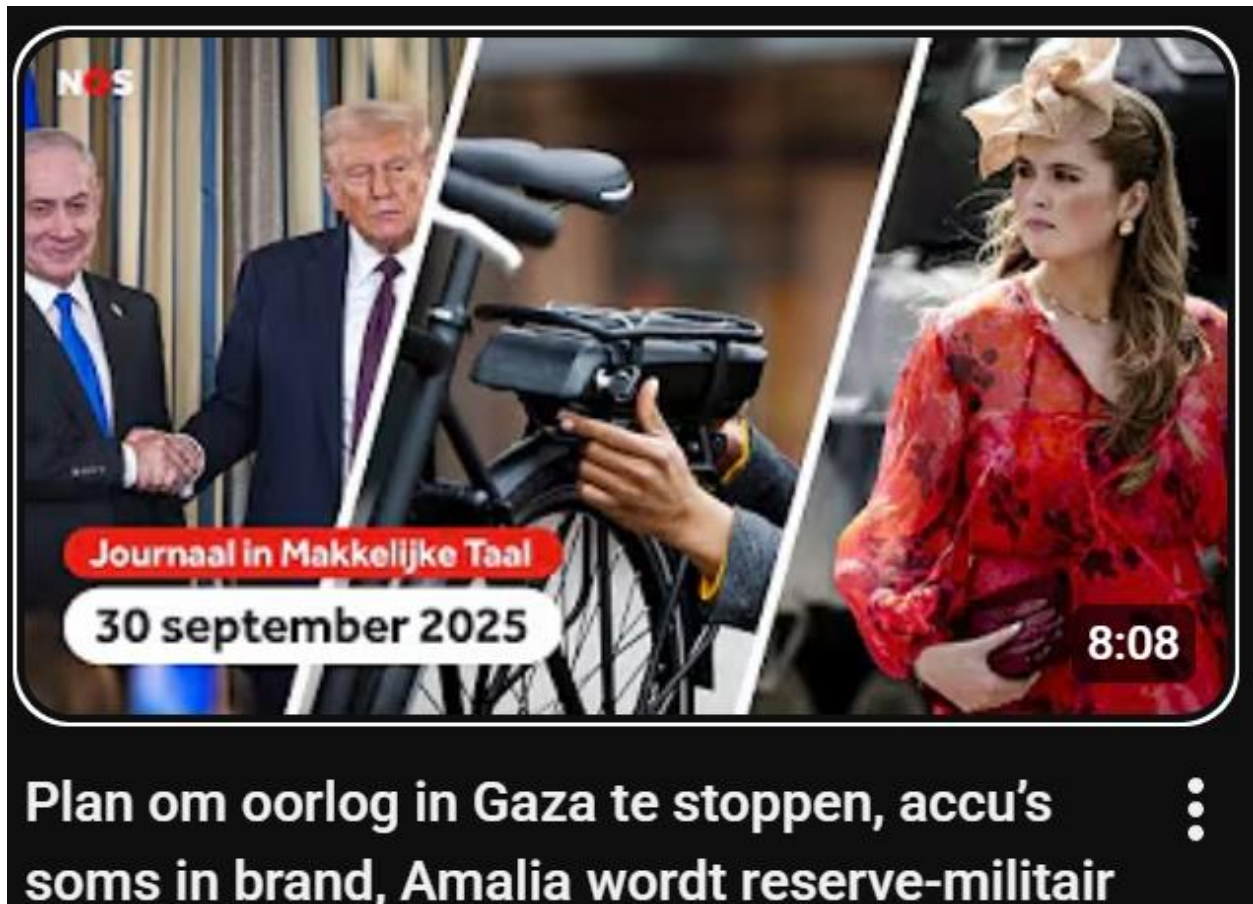 NOS
Journaal in Makkelijke Taal
30 september 2025
8:08
Plan om oorlog in Gaza te stoppen, accu's
soms in brand, Amalia wordt reserve-militair